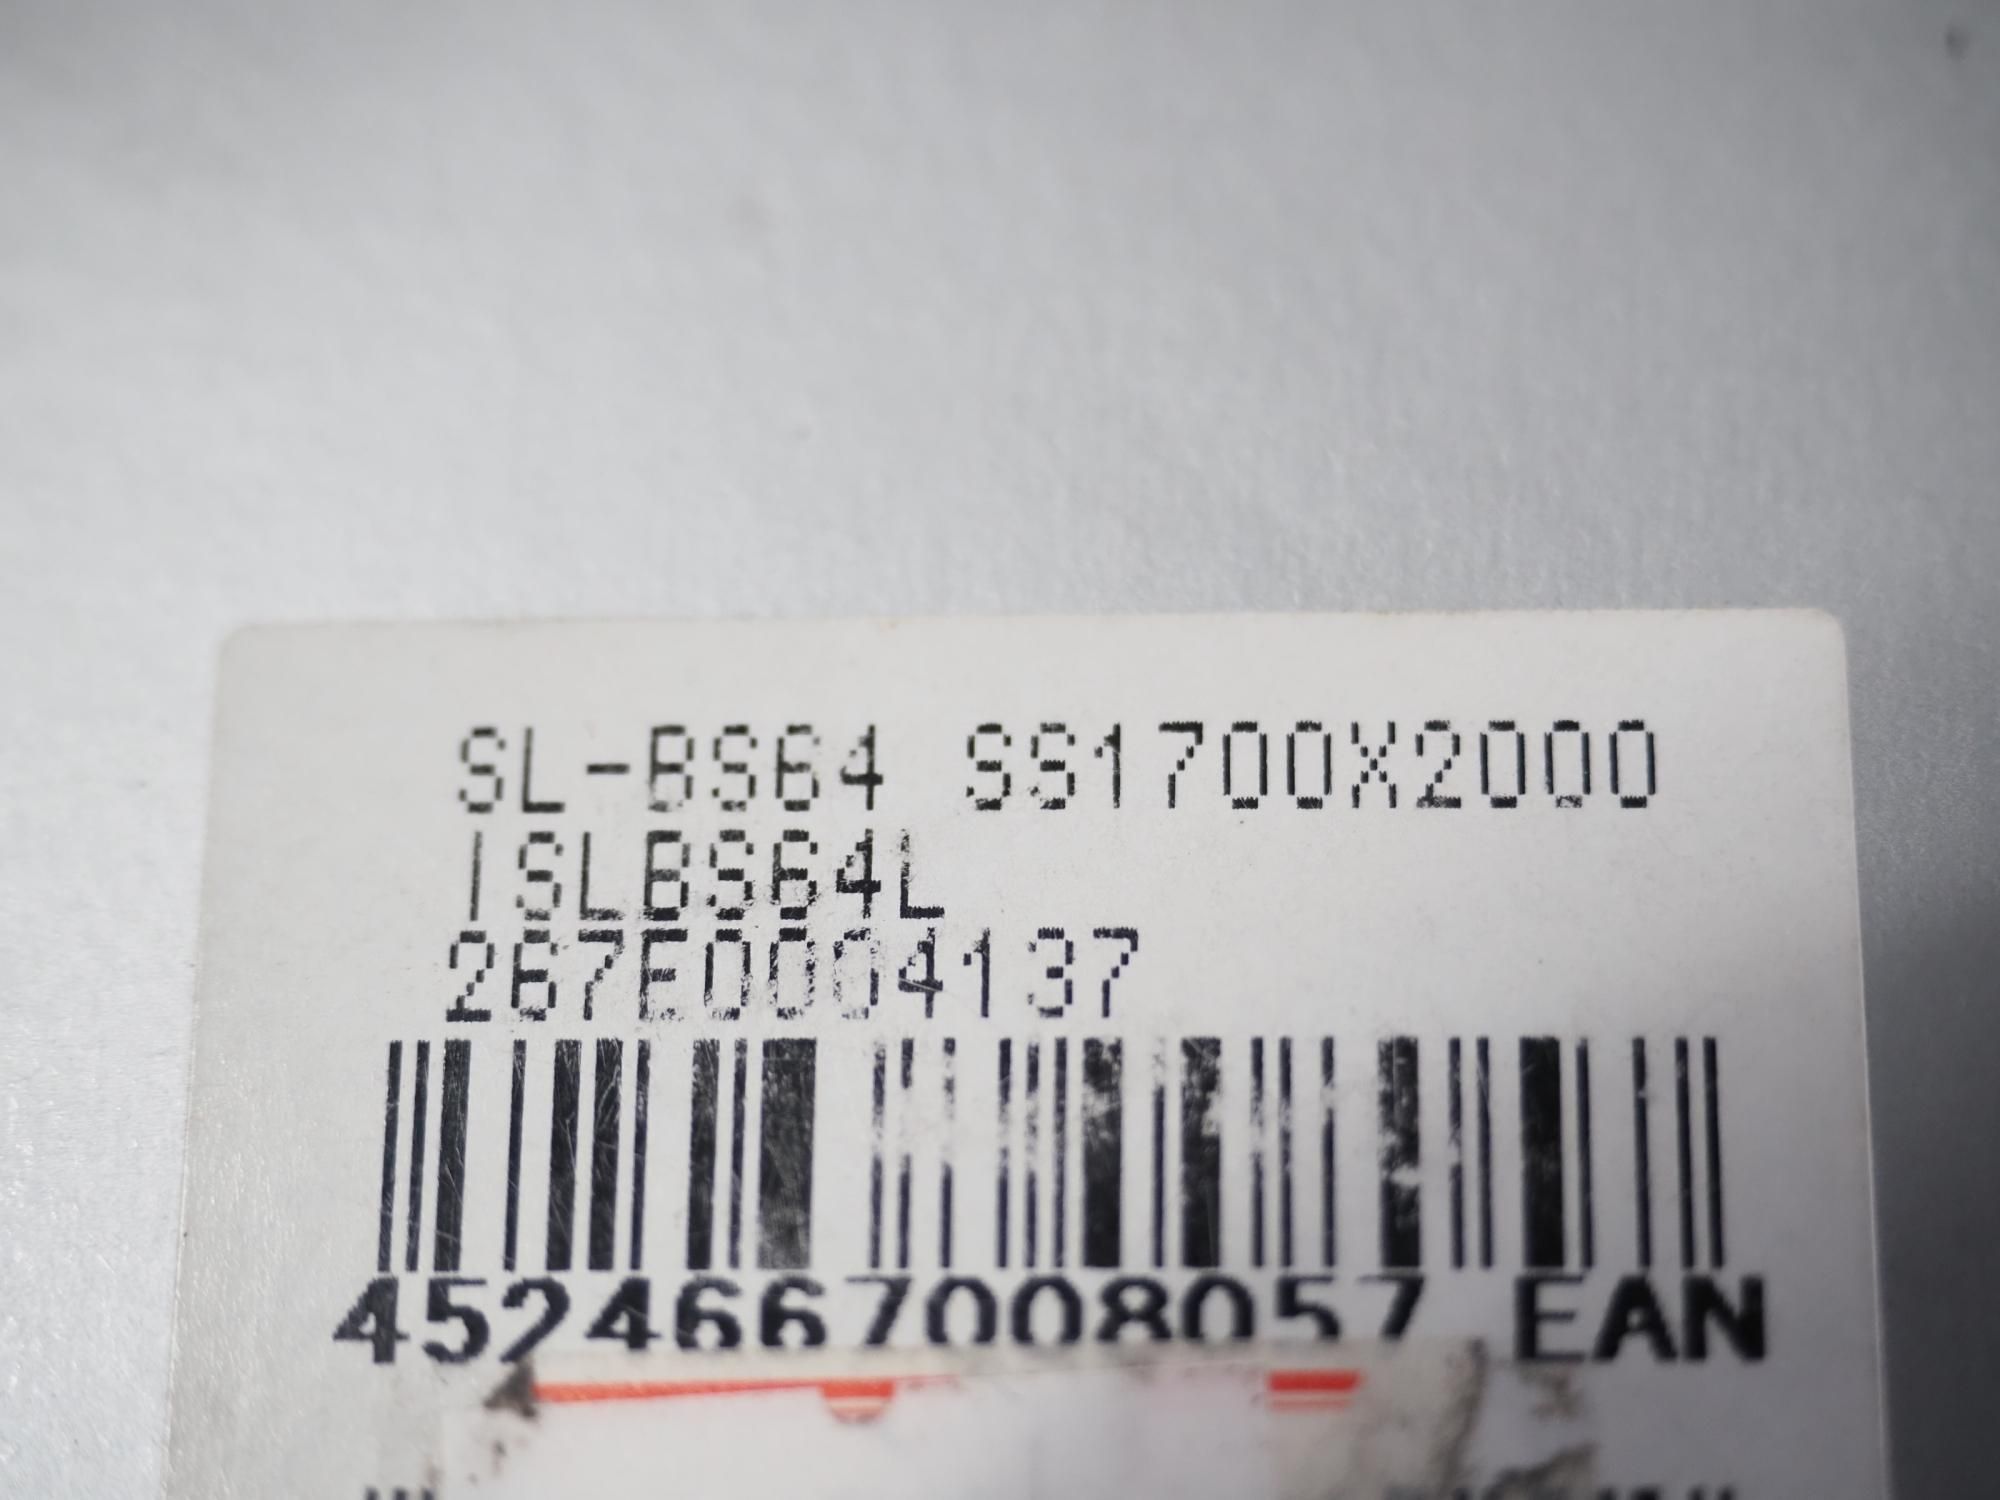 SL-BS64 SS1700X2000
ISLBS64L
267E0004137
4524667008057 EAN